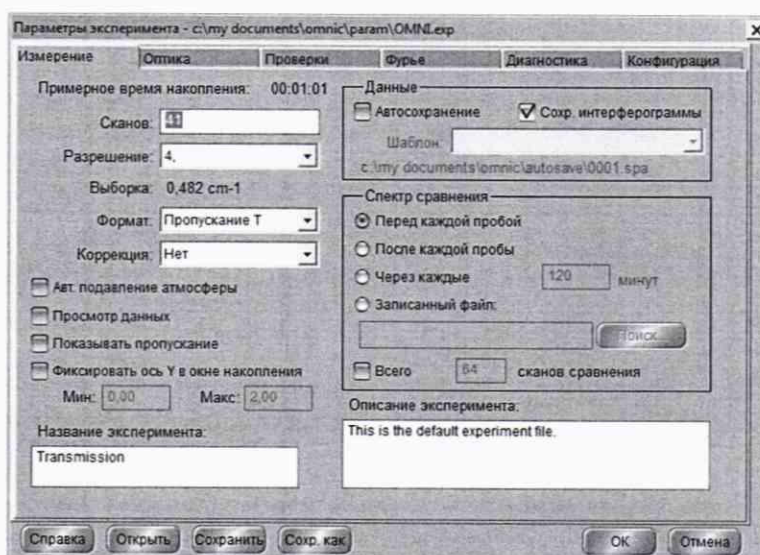 Параметры эксперимента - c:\my documents\omnic\param\OMNI.exp
Измерение Оптика Проверки Фурье Диагностика Конфигурация
Примерное время накопления: 00:01:01
Сканов:
Разрешение: 4,
Выборка: 0,482 cm-1
Формат: Пропускание T
Коррекция: Нет
Авт. подавление атмосферы
Просмотр данных
Показывать пропускание
Фиксировать ось Y в окне накопления
Мин: 0,00 Макс: 2,00
Название эксперимента:
Transmission
Данные
Автосохранение Сохр. интерферограммы
Шаблон:
c:\my documents\omnic\autosave\0001.spa
Спектр сравнения
Перед каждой пробой
После каждой пробы
Через каждые 120 минут
Записанный файл:
Поиск...
Всего 64 сканов сравнения
Описание эксперимента:
This is the default experiment file.
Справка Открыть Сохранить Сохр. как OK Отмена